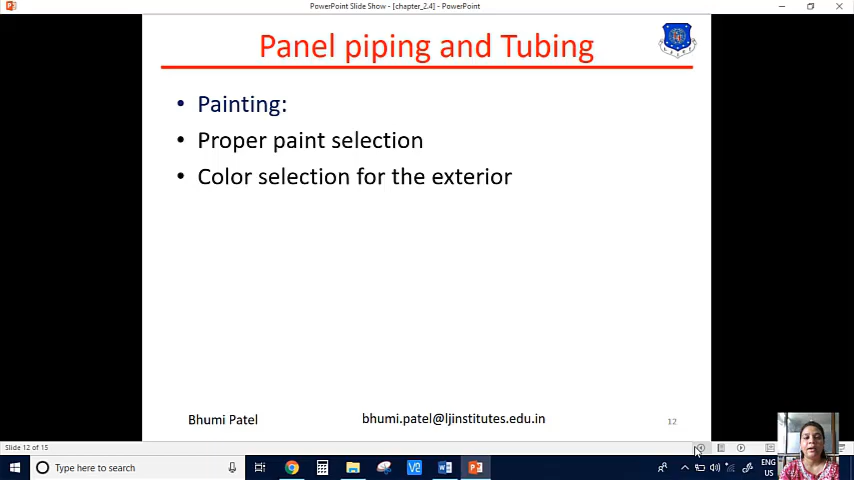 PowerPoint Slide Show - [chapter_2.4] - PowerPoint
Panel piping and Tubing
• Painting:
• Proper paint selection
• Color selection for the exterior
Bhumi Patel
bhumi.patel@ljinstitutes.edu.in
12
Slide 12 of 15
Type here to search
ENG
US